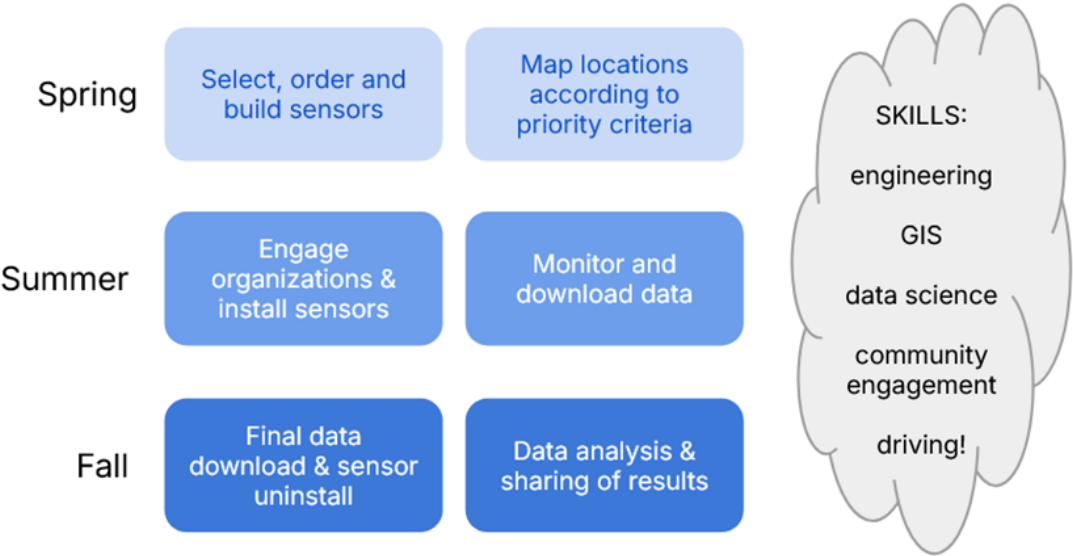 Spring
Select, order and
build sensors
Map locations
according to
priority criteria
Summer
Engage
organizations &
install sensors
Monitor and
download data
Fall
Final data
download & sensor
uninstall
Data analysis &
sharing of results
SKILLS:
engineering
GIS
data science
community
engagement
driving!